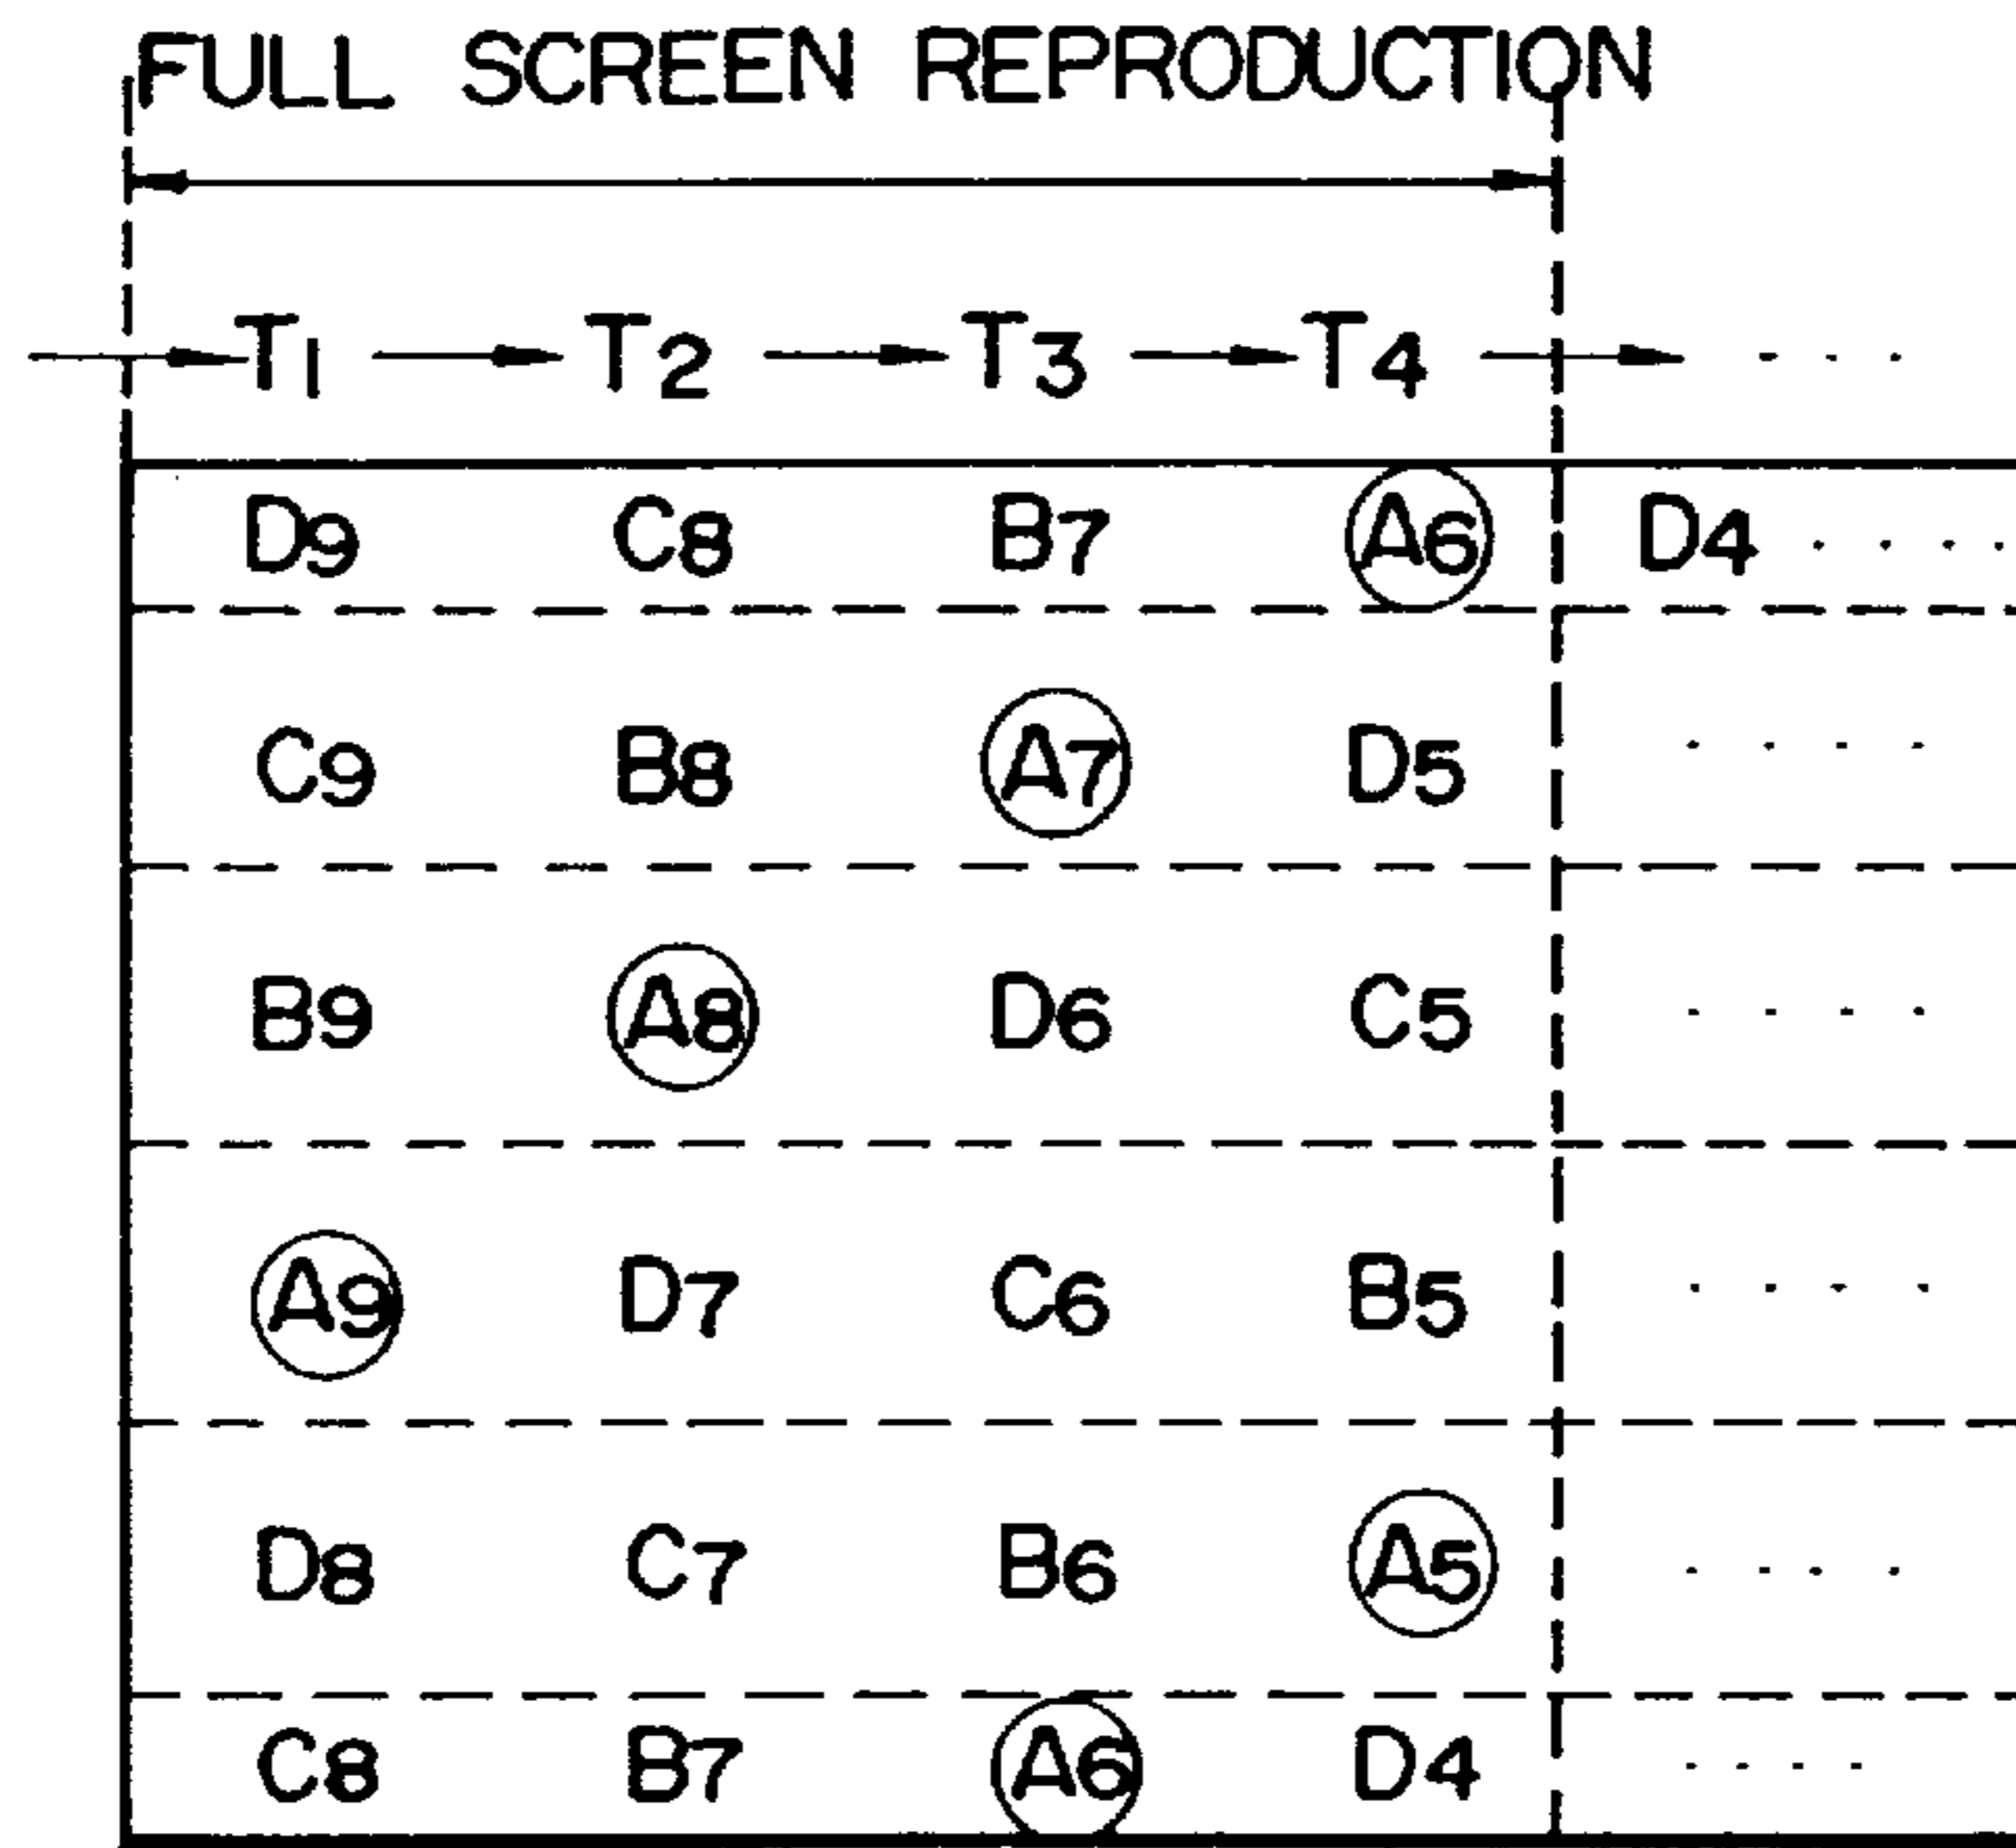 FULL SCREEN REPRODUCTION
T1 T2 T3 T4 . . .
D9 C8 B7 A6 D4 . . . .
C9 B8 A7 D5 . . . .
B9 A8 D6 C5 . . . .
A9 D7 C6 B5 . . . .
D8 C7 B6 A5 . . . .
C8 B7 A6 D4 . . . .